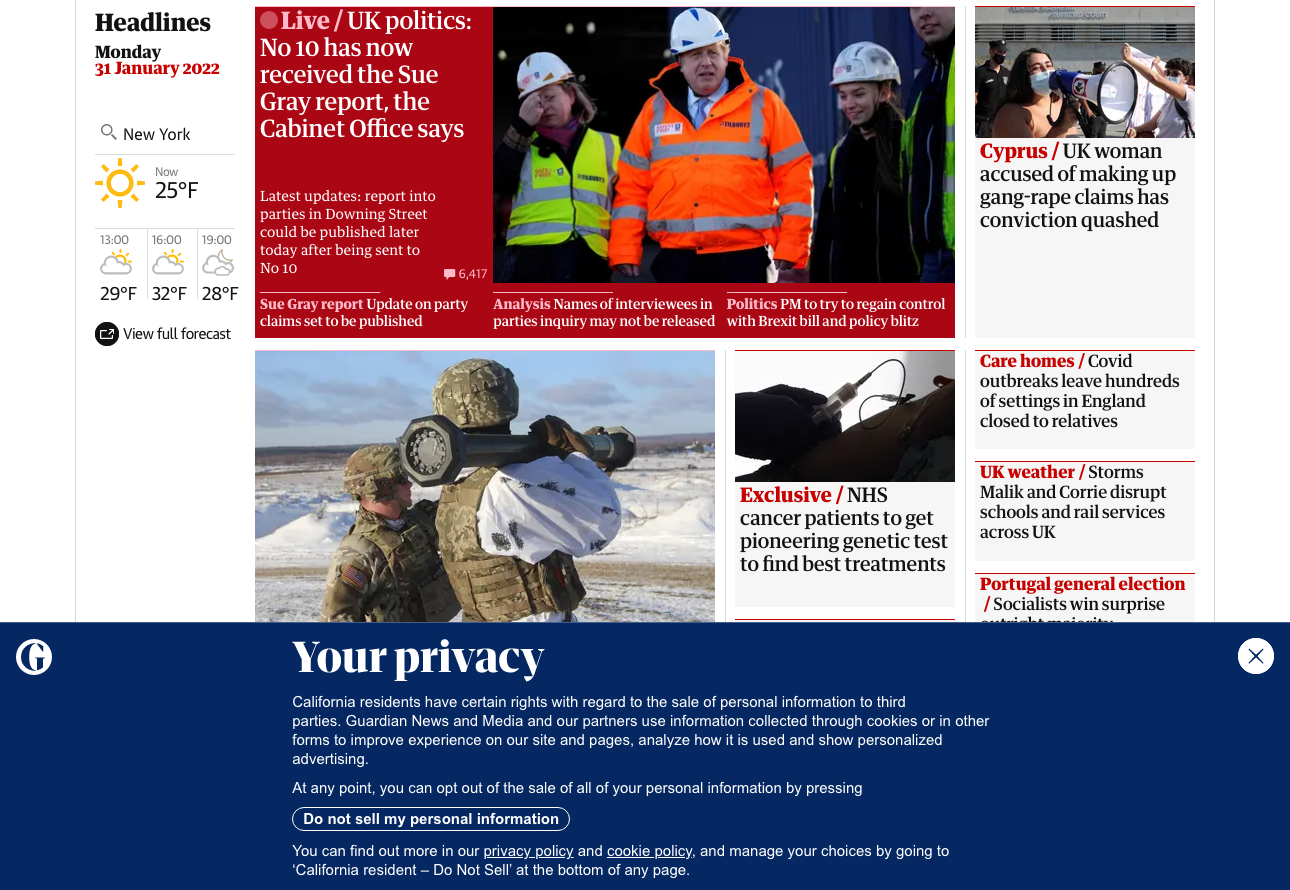 Headlines
Monday
31 January 2022
New York
Now
25°F
13:00
16:00
19:00
29°F
32°F
28°F
View full forecast
Live / UK politics:
No 10 has now
received the Sue
Gray report, the
Cabinet Office says
Latest updates: report into
parties in Downing Street
could be published later
today after being sent to
No 10
6,417
Sue Gray report Update on party
claims set to be published
Analysis Names of interviewees in
parties inquiry may not be released
Politics PM to try to regain control
with Brexit bill and policy blitz
Cyprus / UK woman
accused of making up
gang-rape claims has
conviction quashed
Exclusive / NHS
cancer patients to get
pioneering genetic test
to find best treatments
Care homes / Covid
outbreaks leave hundreds
of settings in England
closed to relatives
UK weather / Storms
Malik and Corrie disrupt
schools and rail services
across UK
Portugal general election
/ Socialists win surprise
outright majority
Your privacy
California residents have certain rights with regard to the sale of personal information to third
parties. Guardian News and Media and our partners use information collected through cookies or in other
forms to improve experience on our site and pages, analyze how it is used and show personalized
advertising.
At any point, you can opt out of the sale of all of your personal information by pressing
Do not sell my personal information
You can find out more in our privacy policy and cookie policy, and manage your choices by going to
‘California resident – Do Not Sell’ at the bottom of any page.